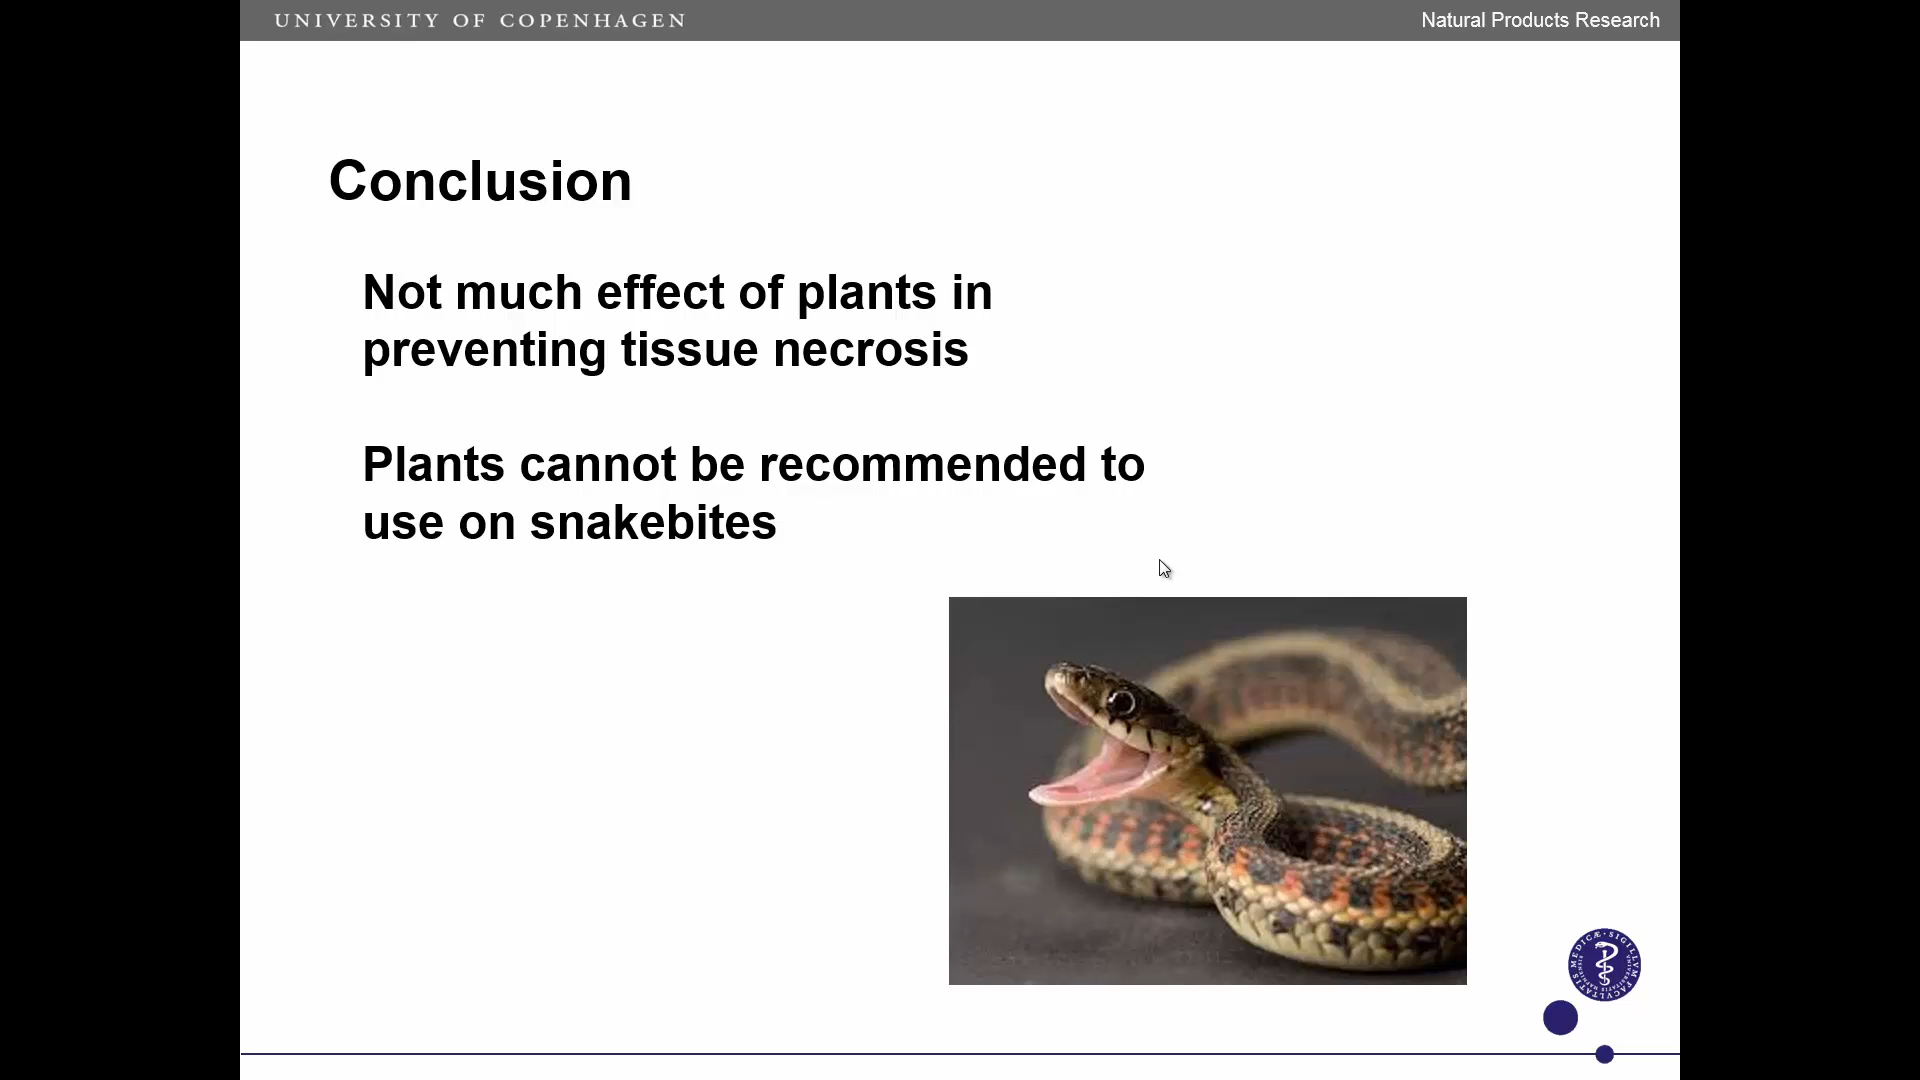 UNIVERSITY OF COPENHAGEN
Natural Products Research
Conclusion
Not much effect of plants in
preventing tissue necrosis
Plants cannot be recommended to
use on snakebites